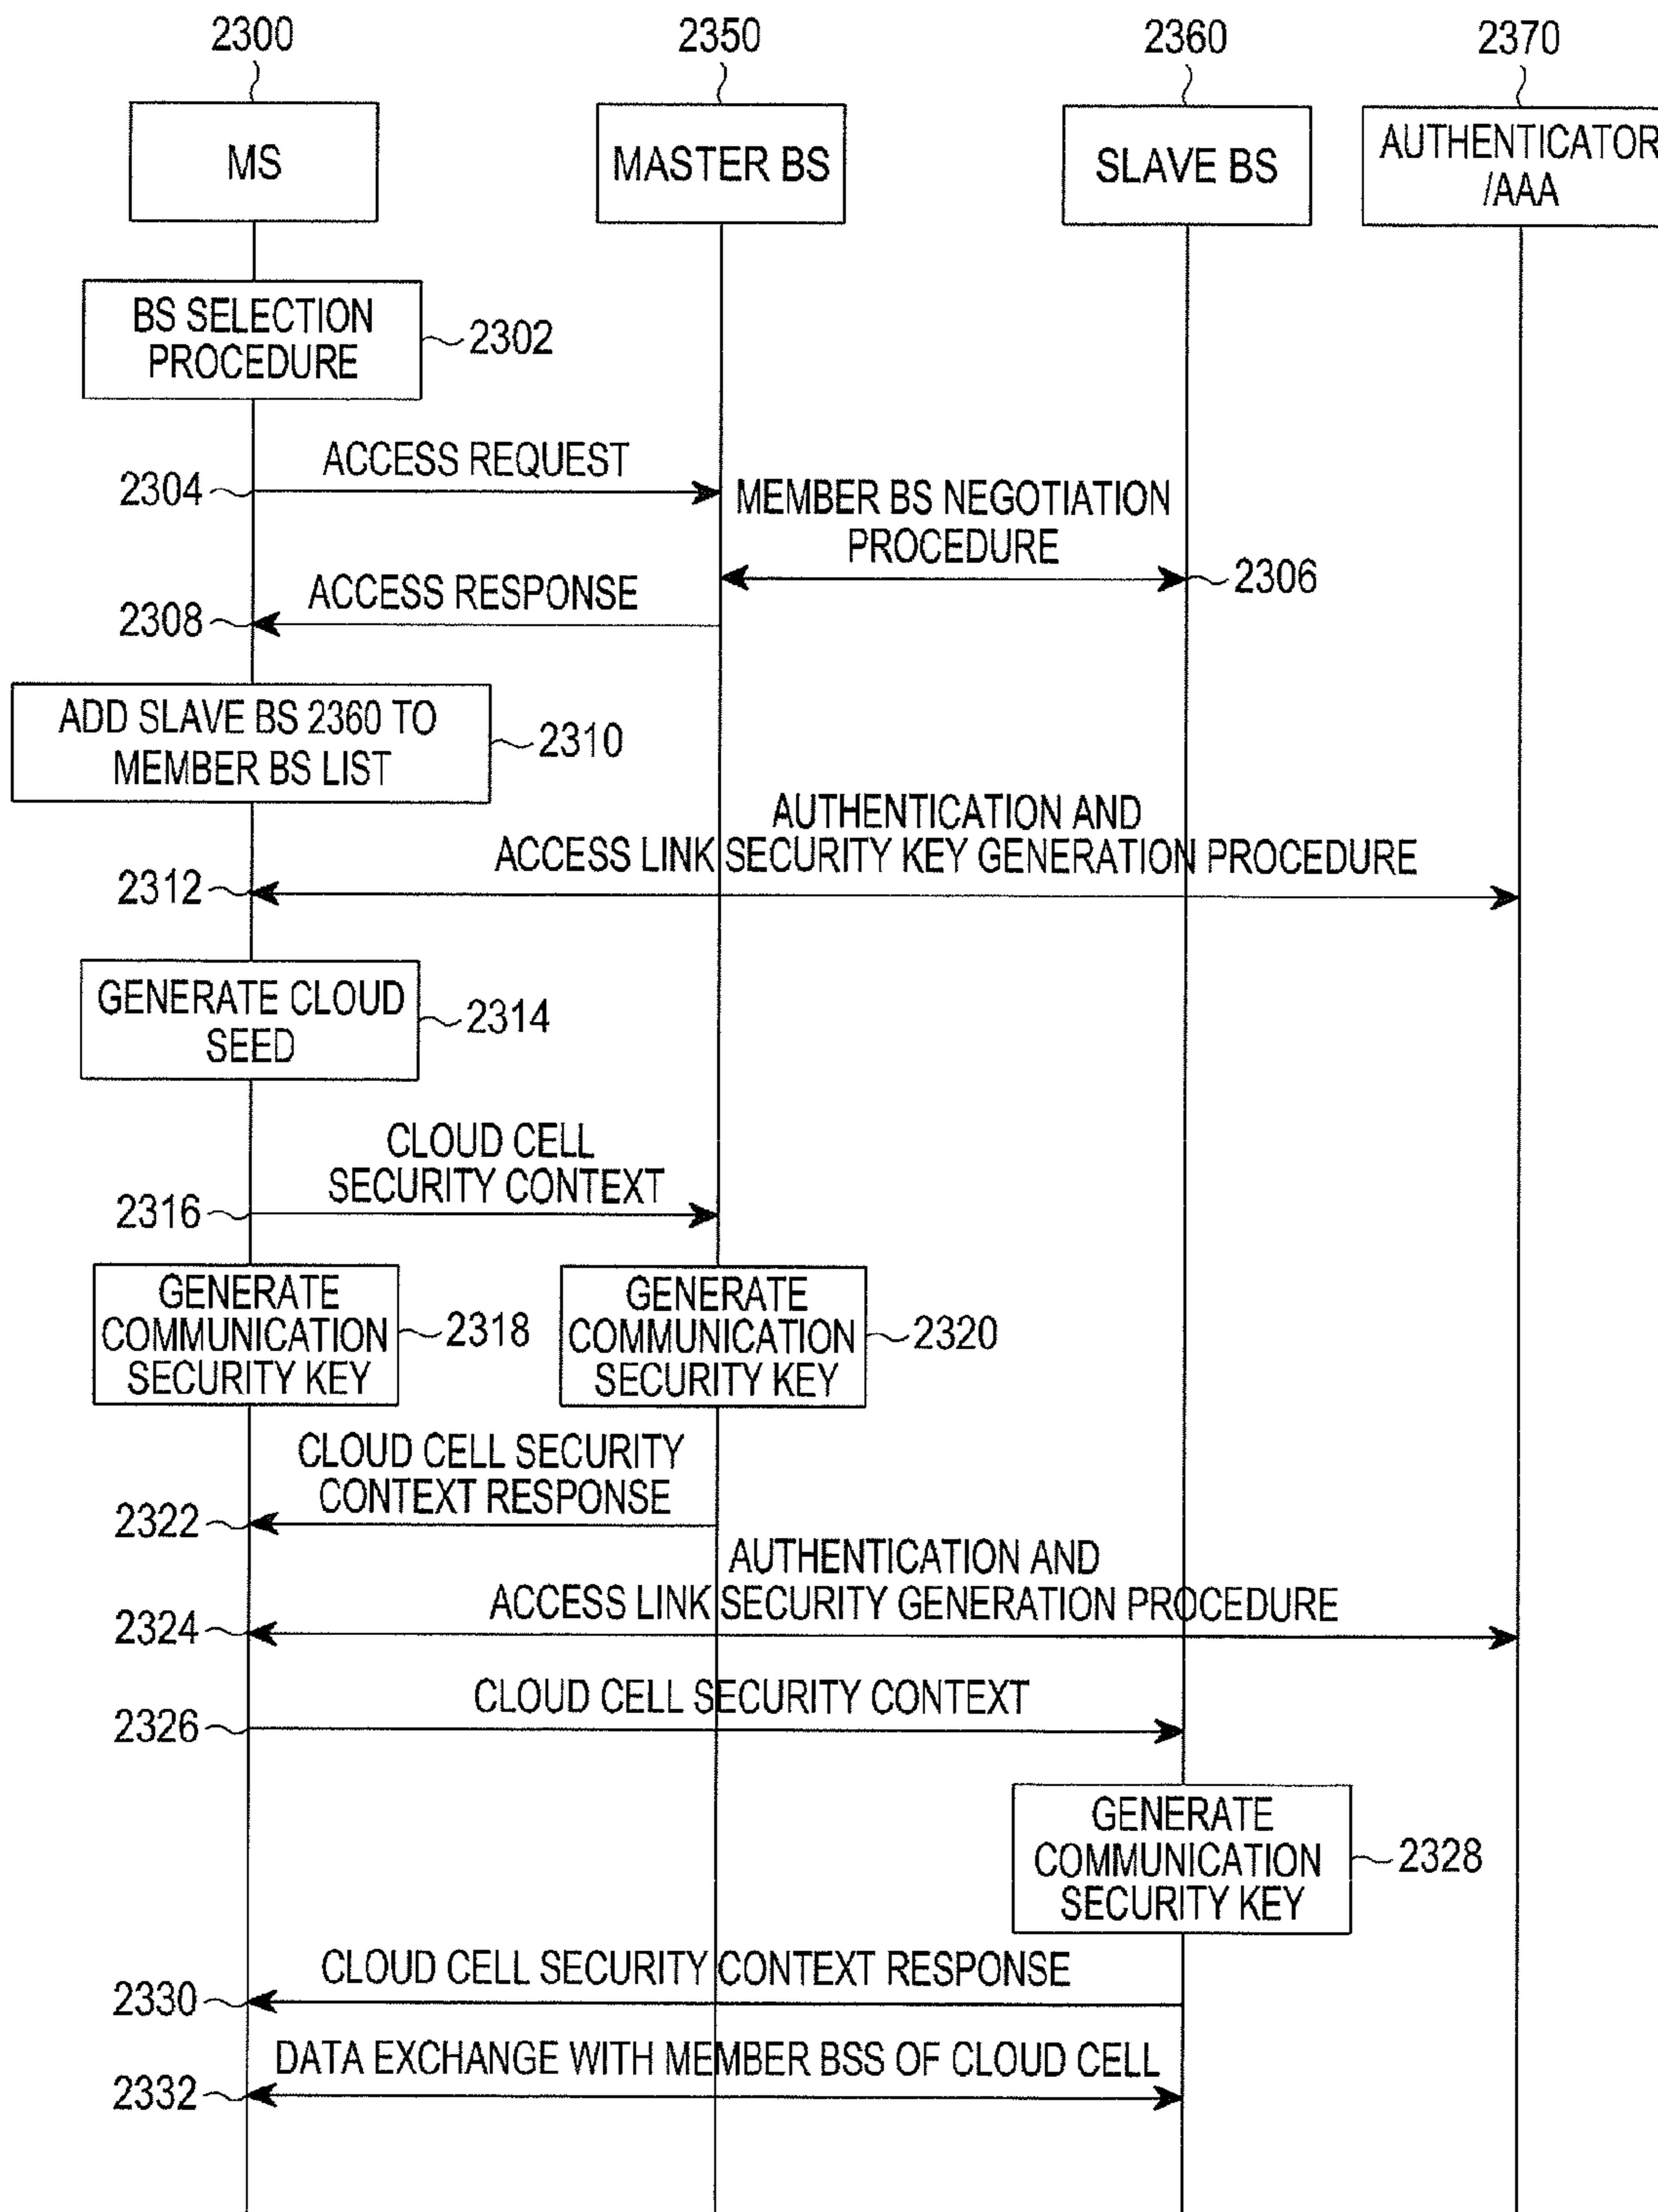 2300
2350
2360
2370
MS
MASTER BS
SLAVE BS
AUTHENTICATOR
/AAA
BS SELECTION
PROCEDURE
2302
ACCESS REQUEST
2304
MEMBER BS NEGOTIATION
PROCEDURE
2306
ACCESS RESPONSE
2308
ADD SLAVE BS 2360 TO
MEMBER BS LIST
2310
AUTHENTICATION AND
ACCESS LINK SECURITY KEY GENERATION PROCEDURE
2312
GENERATE CLOUD
SEED
2314
CLOUD CELL
SECURITY CONTEXT
2316
GENERATE
COMMUNICATION
SECURITY KEY
2318
GENERATE
COMMUNICATION
SECURITY KEY
2320
CLOUD CELL SECURITY
CONTEXT RESPONSE
2322
AUTHENTICATION AND
ACCESS LINK SECURITY GENERATION PROCEDURE
2324
CLOUD CELL SECURITY CONTEXT
2326
GENERATE
COMMUNICATION
SECURITY KEY
2328
CLOUD CELL SECURITY CONTEXT RESPONSE
2330
DATA EXCHANGE WITH MEMBER BSS OF CLOUD CELL
2332